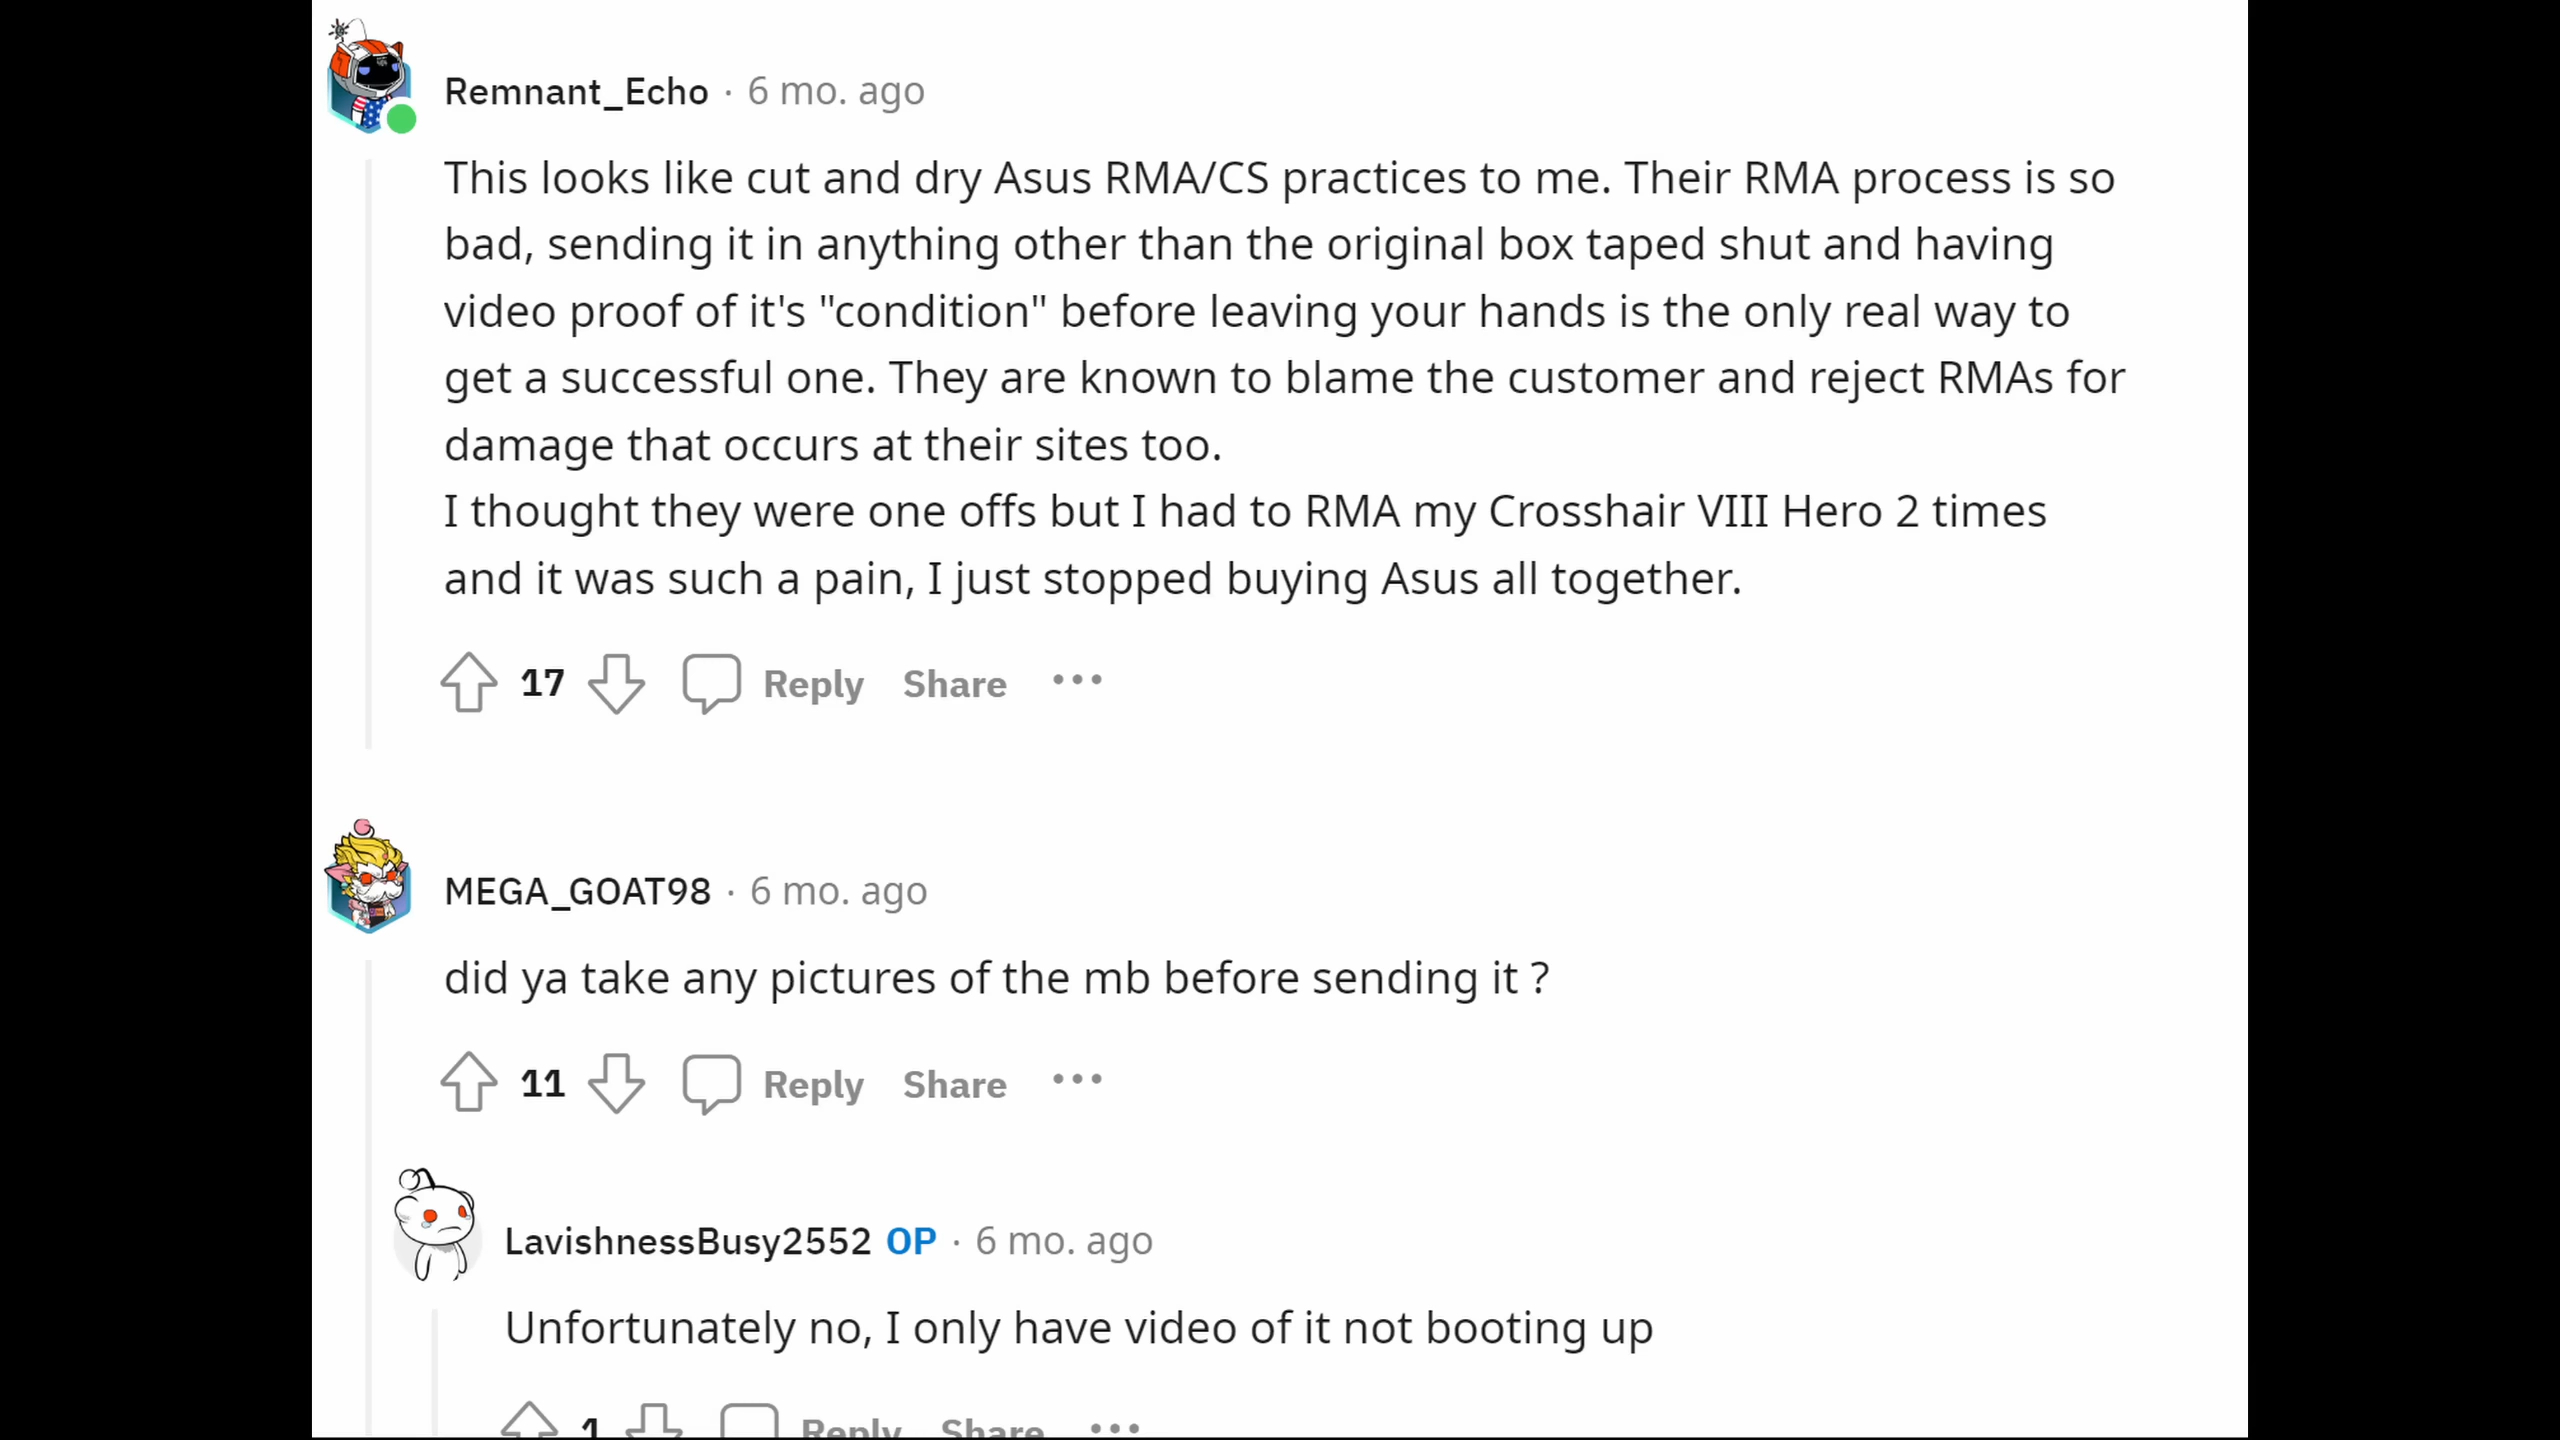 Remnant_Echo · 6 mo. ago
This looks like cut and dry Asus RMA/CS practices to me. Their RMA process is so
bad, sending it in anything other than the original box taped shut and having
video proof of it's "condition" before leaving your hands is the only real way to
get a successful one. They are known to blame the customer and reject RMAs for
damage that occurs at their sites too.
I thought they were one offs but I had to RMA my Crosshair VIII Hero 2 times
and it was such a pain, I just stopped buying Asus all together.
17 Reply Share ···
MEGA_GOAT98 · 6 mo. ago
did ya take any pictures of the mb before sending it ?
11 Reply Share ···
LavishnessBusy2552 OP · 6 mo. ago
Unfortunately no, I only have video of it not booting up
1 Reply Share ···